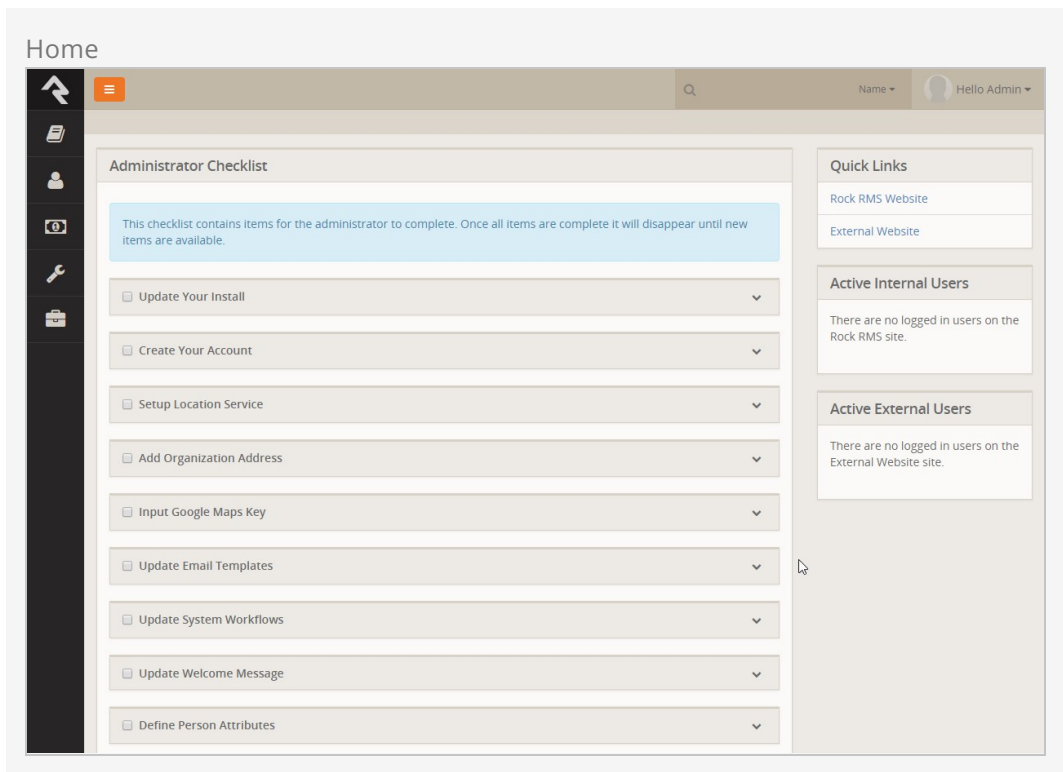 Home
Name
Hello Admin
Administrator Checklist
This checklist contains items for the administrator to complete. Once all items are complete it will disappear until new
items are available.
Update Your Install
Create Your Account
Setup Location Service
Add Organization Address
Input Google Maps Key
Update Email Templates
Update System Workflows
Update Welcome Message
Define Person Attributes
Quick Links
Rock RMS Website
External Website
Active Internal Users
There are no logged in users on the
Rock RMS site.
Active External Users
There are no logged in users on the
External Website site.